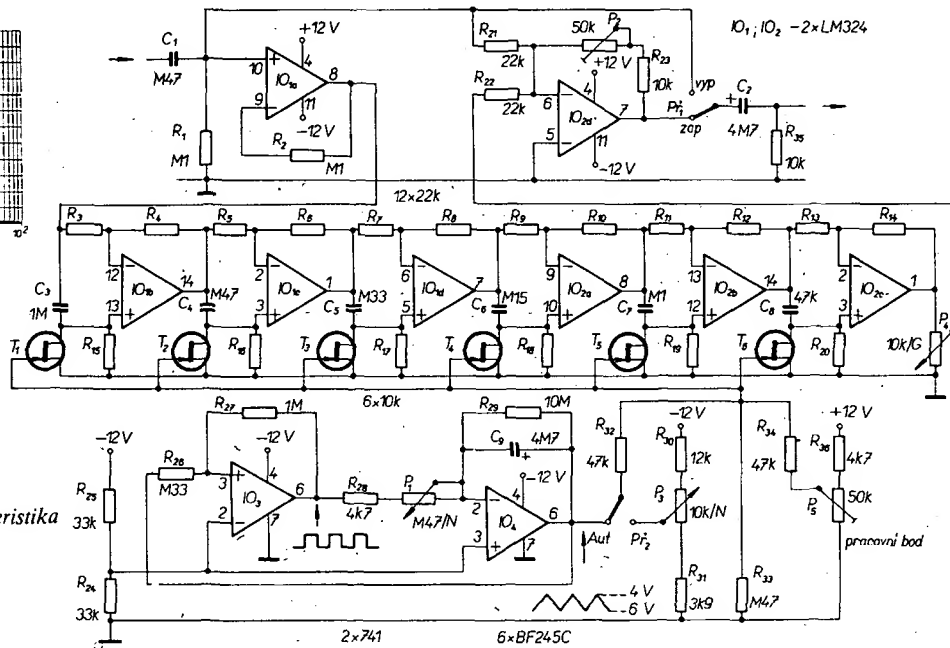 10²
eristika
C₁
M47
R₁
M1
+12 V
4
10
IO₁ₐ
8
9
11
-12 V
R₂
M1
R₂₁
22k
R₂₂
22k
50k
P₂
+12 V
R₂₃
10k
6
IO₂d
4
7
5
11
-12 V
vyp
Př₁
zap
C₂
+
4M7
R₃₅
10k
IO₁; IO₂ – 2×LM324
12×22k
R₃
R₄
R₅
R₆
R₇
R₈
R₉
R₁₀
R₁₁
R₁₂
R₁₃
R₁₄
C₃
1M
12
IO₁b
14
13
M47
C₄
2
IO₁c
1
3
M33
C₅
6
IO₁d
7
5
M15
C₆
9
IO₂a
8
10
M1
C₇
13
IO₂b
14
12
47k
C₈
2
IO₂c
1
3
P₄
10k/G
T₁
R₁₅
T₂
R₁₆
T₃
R₁₇
T₄
R₁₈
T₅
R₁₉
T₆
R₂₀
6×10k
-12V
R₂₅
33k
R₂₄
33k
R₂₆
M33
R₂₇
1M
-12V
3
IO₃
4
6
2
7
R₂₈
4k7
P₁
M47/N
R₂₉
10M
C₉
4M7
+
-12V
2
IO₄
4
6
3
7
Aut
Př₂
R₃₂
47k
-12V
R₃₀
12k
P₃
10k/N
R₃₁
3k9
R₃₃
M47
R₃₄
47k
+12V
R₃₆
4k7
50k
P₅
pracovní bod
4 V
6 V
2×741
6×BF245C